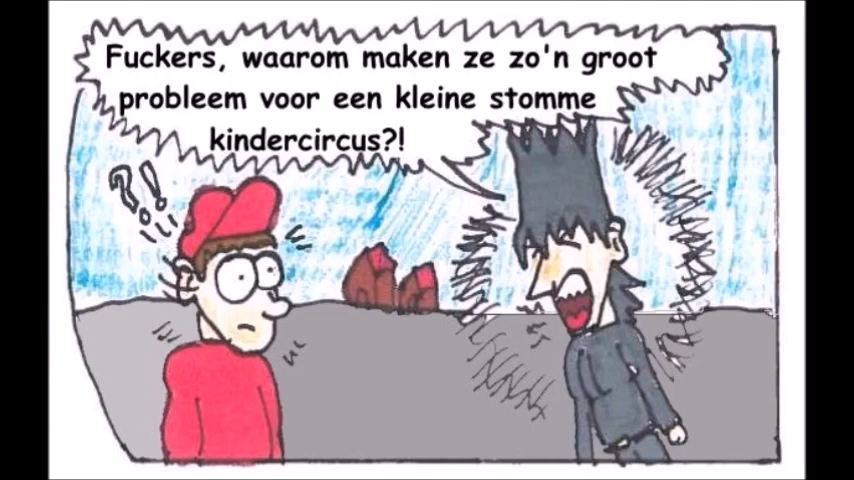 Fuckers, waarom maken ze zo'n groot
probleem voor een kleine stomme
kindercircus?!
?!